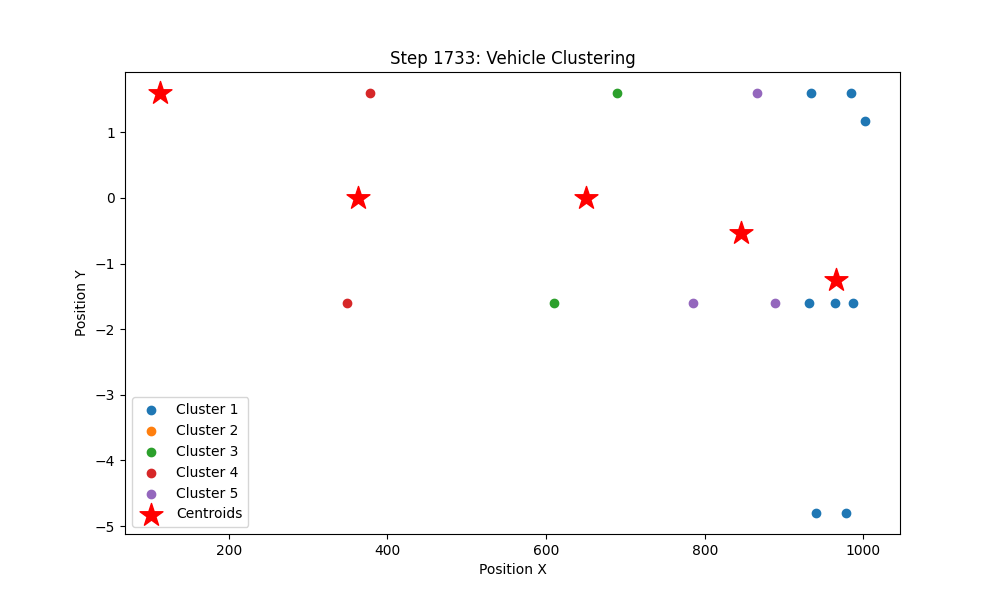 Step 1733: Vehicle Clustering
Position Y
1
0
−1
−2
−3
−4
−5
Cluster 1
Cluster 2
Cluster 3
Cluster 4
Cluster 5
Centroids
200 400 600 800 1000
Position X